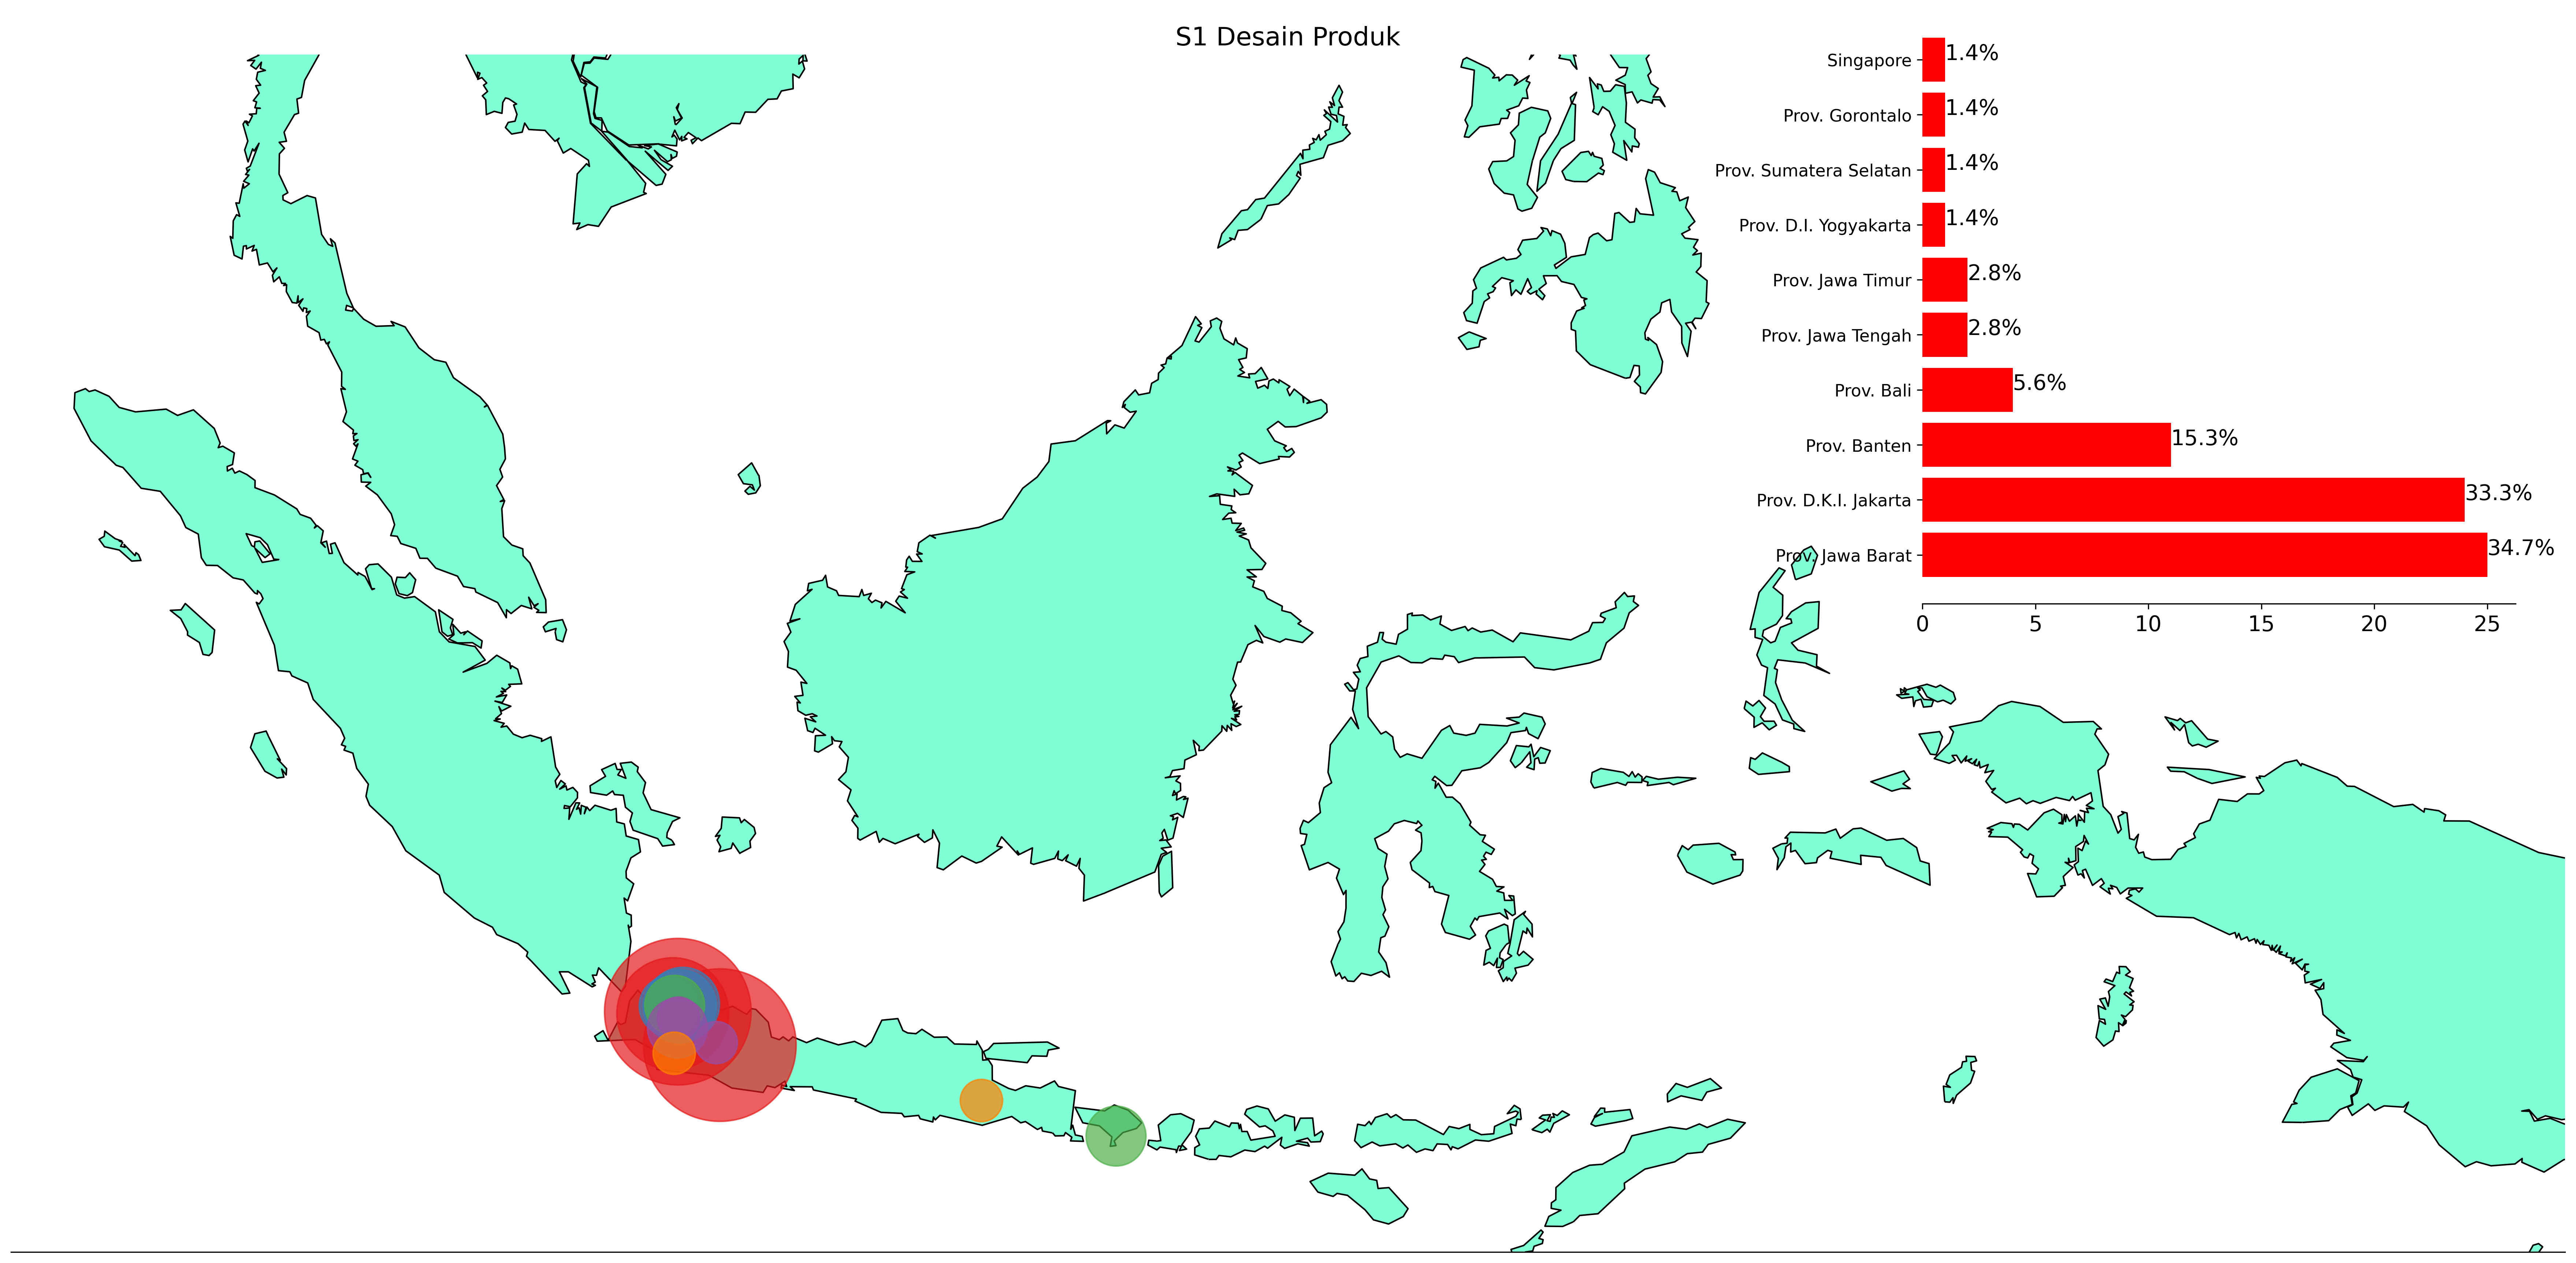 S1 Desain Produk
Singapore 1.4%
Prov. Gorontalo 1.4%
Prov. Sumatera Selatan 1.4%
Prov. D.I. Yogyakarta 1.4%
Prov. Jawa Timur 2.8%
Prov. Jawa Tengah 2.8%
Prov. Bali 5.6%
Prov. Banten 15.3%
Prov. D.K.I. Jakarta 33.3%
Prov. Jawa Barat 34.7%
0 5 10 15 20 25